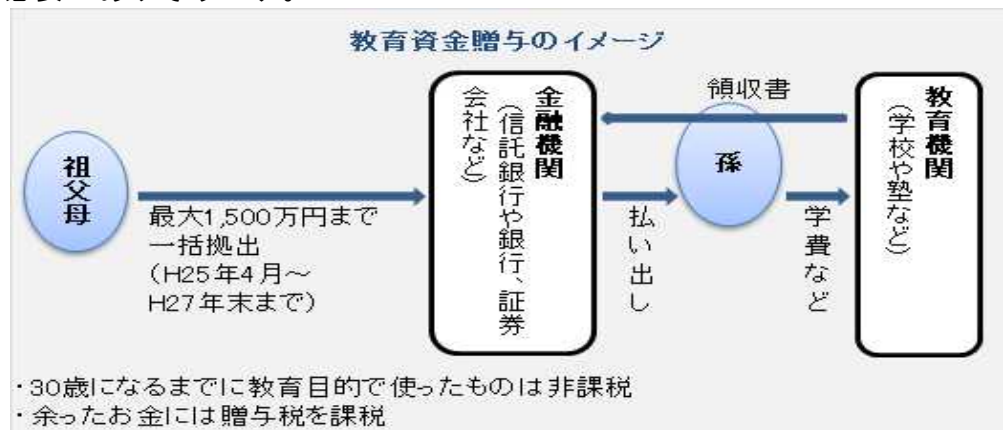 教育資金贈与のイメージ
祖父母
最大1,500万円まで
一括拠出
(H25年4月～
H27年末まで)
金融機関
(信託銀行や銀行、証券
会社など)
領収書
孫
払い出し
学費など
教育機関
(学校や塾など)
・30歳になるまでに教育目的で使ったものは非課税
・余ったお金には贈与税を課税